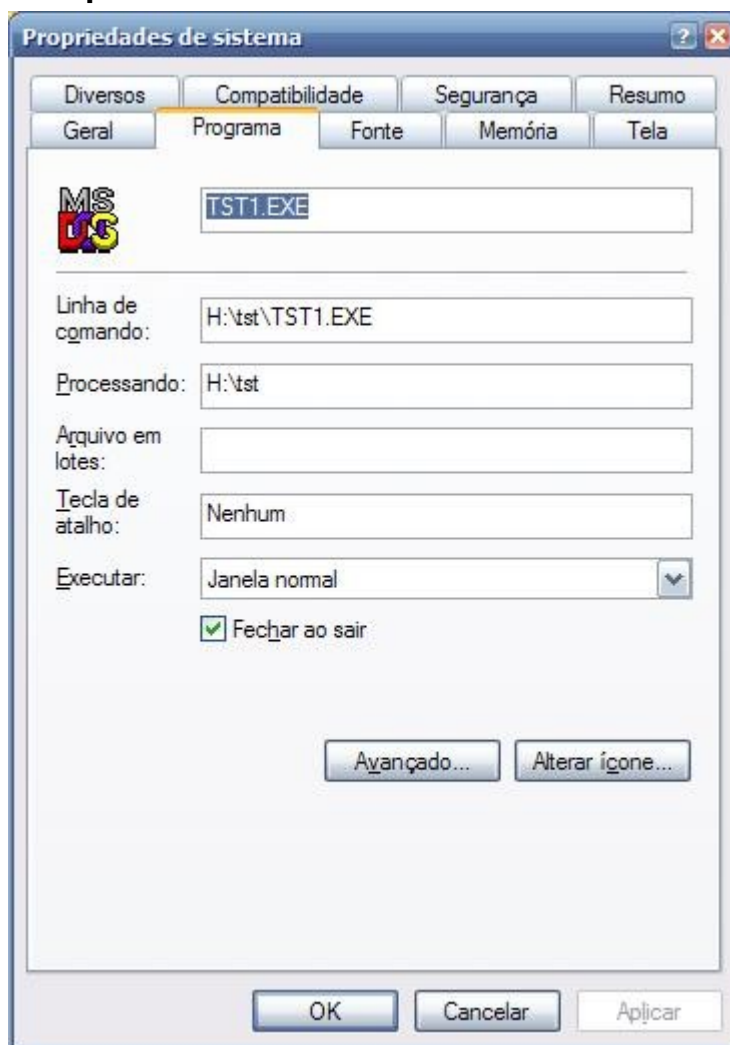 Propriedades de sistema
Diversos Compatibilidade Segurança Resumo
Geral Programa Fonte Memória Tela
MS
DOS
TST1.EXE
Linha de
comando:
H:\tst\TST1.EXE
Processando: H:\tst
Arquivo em
lotes:
Tecla de
atalho:
Nenhum
Executar: Janela normal
Fechar ao sair
Avançado... Alterar ícone...
OK Cancelar Aplicar